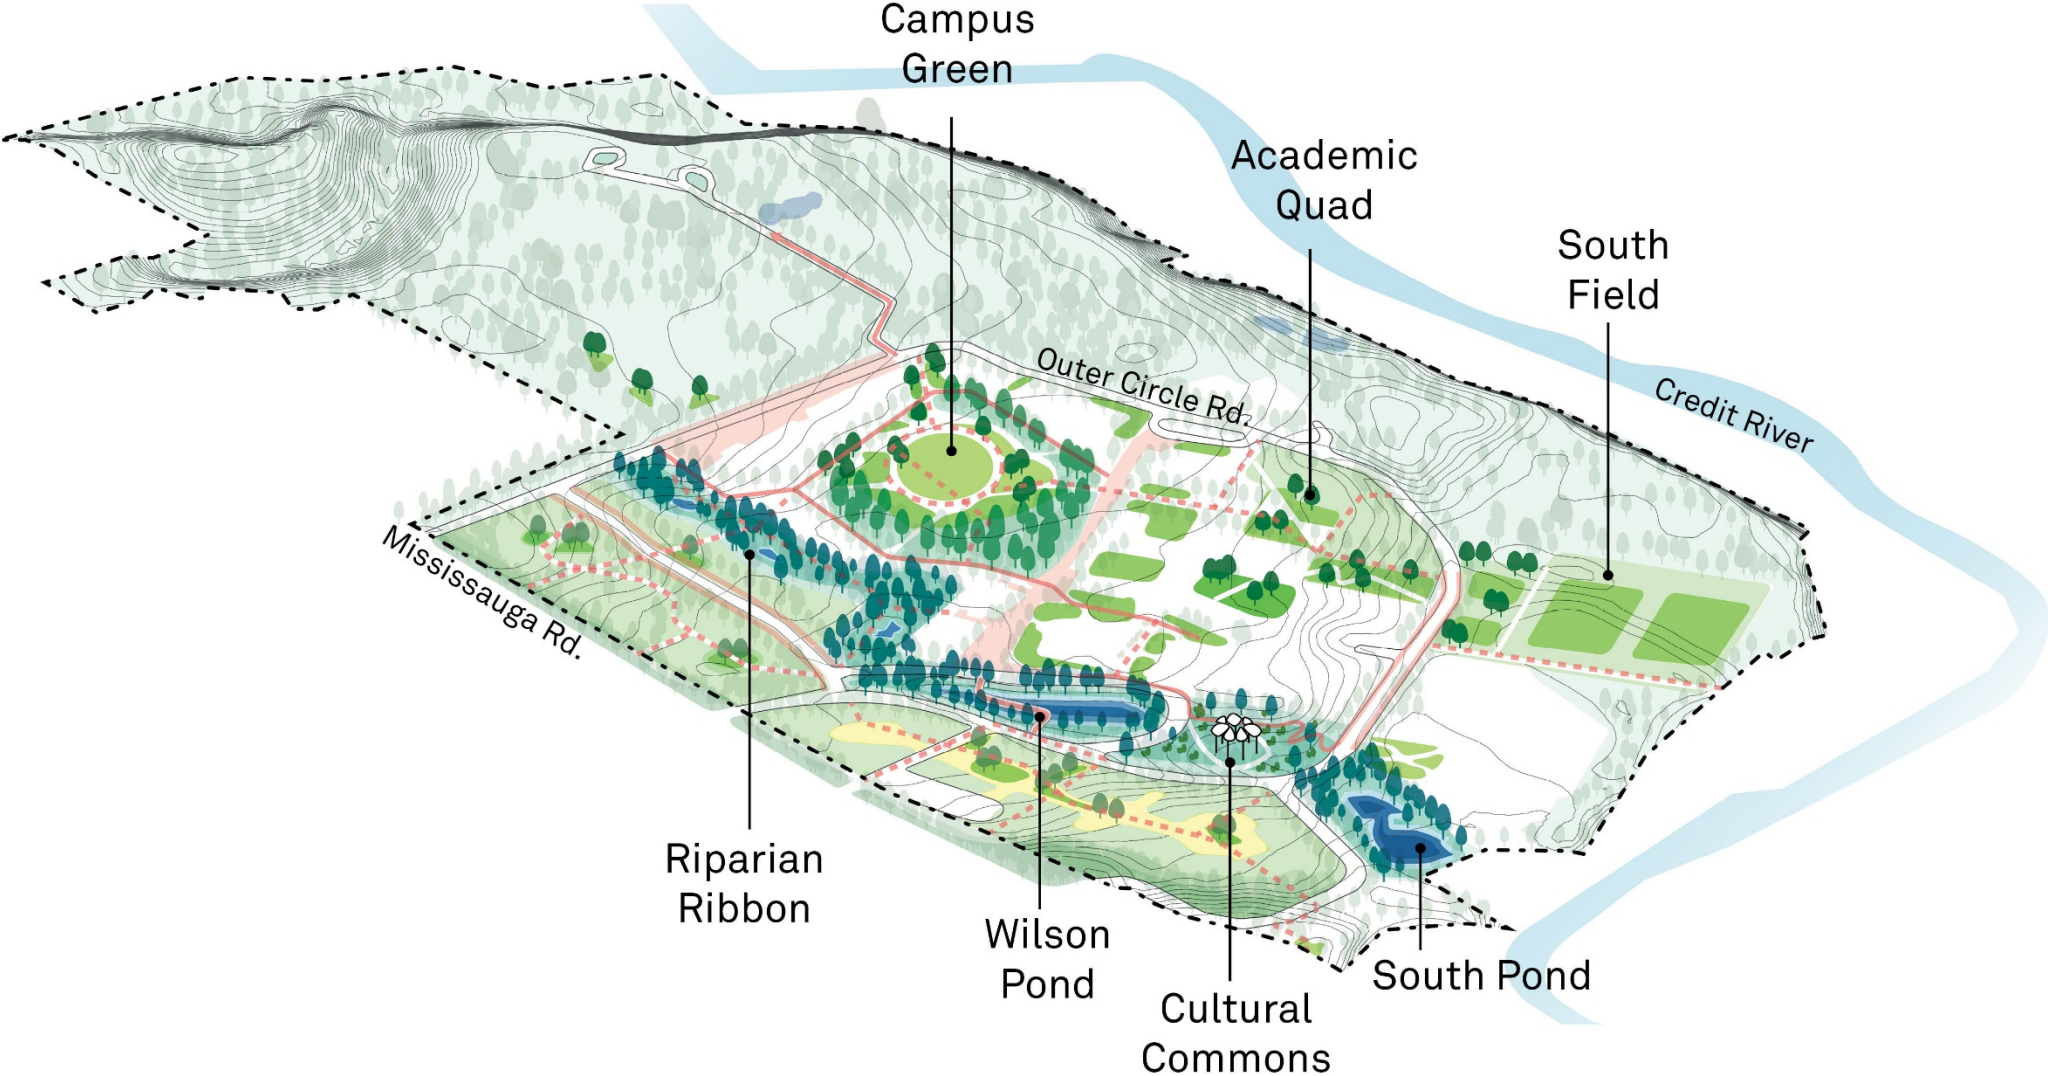 Campus
Green
Academic
Quad
South
Field
Outer Circle Rd.
Credit River
Mississauga Rd.
Riparian
Ribbon
Wilson
Pond
South Pond
Cultural
Commons